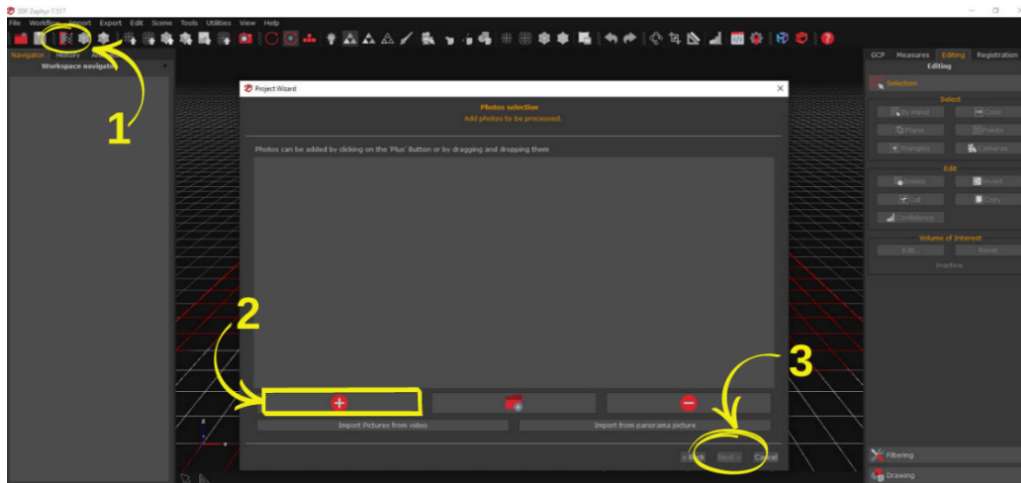 3DF Zephyr 7.517
File Workflow Import Export Edit Scene Tools Utilities View Help
Navigator History
Workspace navigator
1
Project Wizard
Photos selection
Add photos to be processed.
Photos can be added by clicking on the 'Plus' Button or by dragging and dropping them
2
3
Import Pictures from video
Import from panorama picture
< Back Next > Cancel
GCP Measures Editing Registration
Editing
Selection
Select
By Hand Color
Plane Points
Triangles Cameras
Edit
Delete Invert
Cut Copy
Confidence
Volume of Interest
Edit... Reset
Inactive
Filtering
Drawing